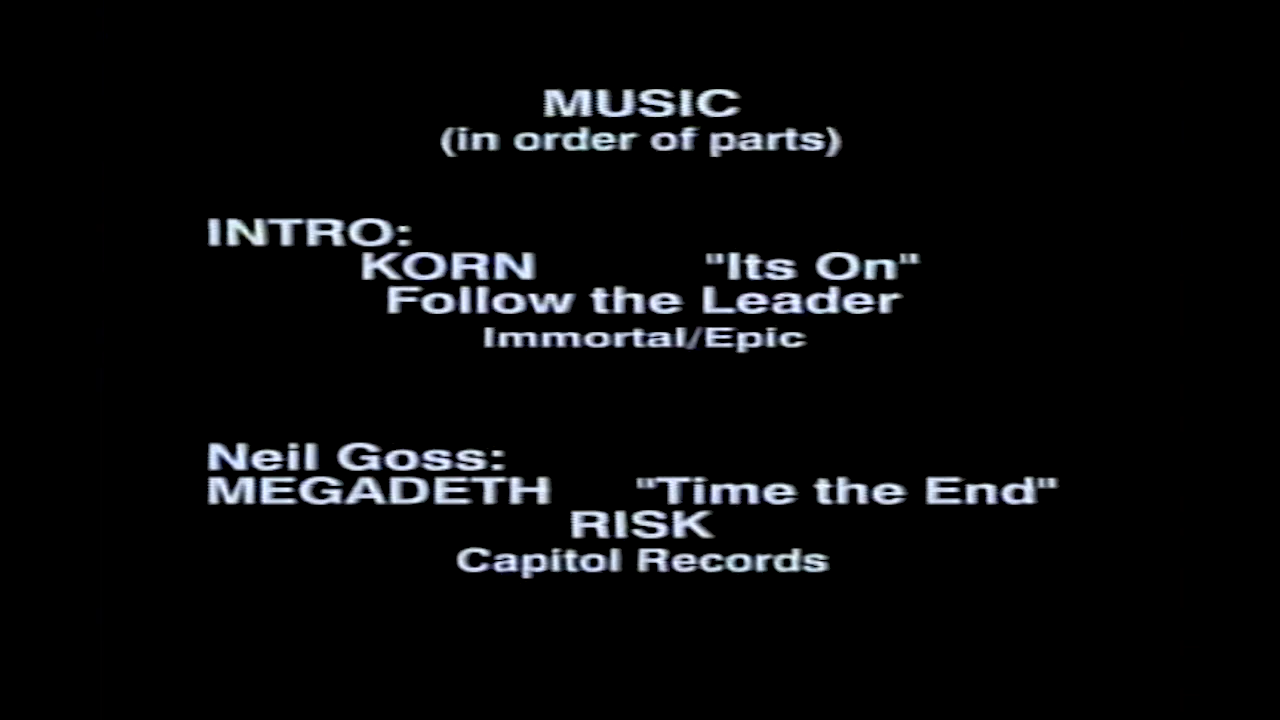 MUSIC
(in order of parts)
INTRO:
KORN "Its On"
Follow the Leader
Immortal/Epic
Neil Goss:
MEGADETH "Time the End"
RISK
Capitol Records